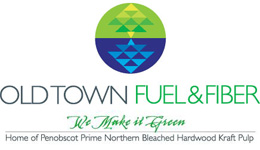 OLD TOWN FUEL & FIBER
We Make it Green
Home of Penobscot Prime Northern Bleached Hardwood Kraft Pulp